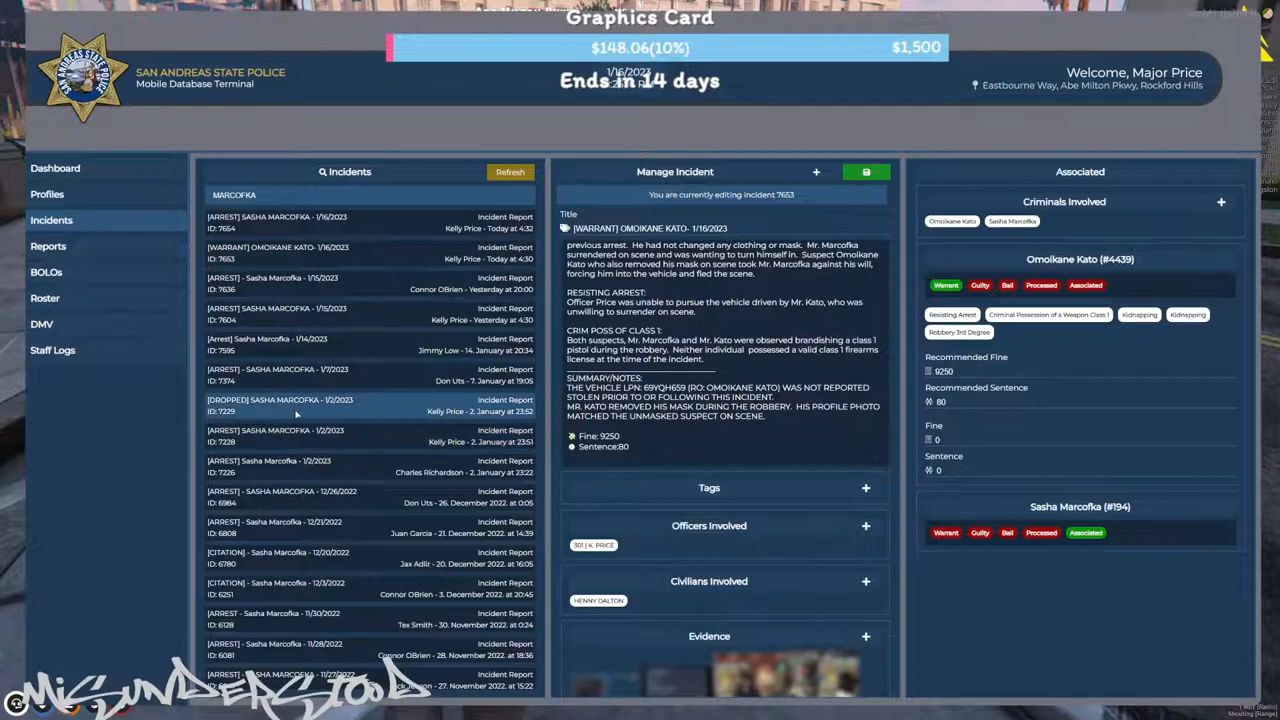 Graphics Card
$148.06(10%)
$1,500
Ends in 14 days
1/16/2023
SAN ANDREAS STATE POLICE
Mobile Database Terminal
Welcome, Major Price
Eastbourne Way, Abe Milton Pkwy, Rockford Hills
Dashboard
Profiles
Incidents
Reports
BOLOs
Roster
DMV
Staff Logs
Incidents
Refresh
MARCOFKA
[ARREST] SASHA MARCOFKA - 1/16/2023 Incident Report
ID: 7654 Kelly Price - Today at 4:32
[WARRANT] OMOIKANE KATO- 1/16/2023 Incident Report
ID: 7653 Kelly Price - Today at 4:30
[ARREST] - Sasha Marcofka - 1/15/2023 Incident Report
ID: 7636 Connor OBrien - Yesterday at 20:00
[ARREST] - SASHA MARCOFKA - 1/15/2023 Incident Report
ID: 7604 Kelly Price - Yesterday at 4:30
[Arrest] Sasha Marcofka - 1/14/2023 Incident Report
ID: 7595 Jimmy Low - 14. January at 20:34
[ARREST] - SASHA MARCOFKA - 1/7/2023 Incident Report
ID: 7374 Don Uts - 7. January at 19:05
[DROPPED] SASHA MARCOFKA - 1/2/2023 Incident Report
ID: 7229 Kelly Price - 2. January at 23:52
[ARREST] SASHA MARCOFKA - 1/2/2023 Incident Report
ID: 7228 Kelly Price - 2. January at 23:51
[ARREST] Sasha Marcofka - 1/2/2023 Incident Report
ID: 7226 Charles Richardson - 2. January at 23:22
[ARREST] - SASHA MARCOFKA - 12/26/2022 Incident Report
ID: 6984 Don Uts - 26. December 2022. at 0:05
[ARREST] - Sasha Marcofka - 12/21/2022 Incident Report
ID: 6808 Juan Garcia - 21. December 2022. at 14:39
[CITATION] - Sasha Marcofka - 12/20/2022 Incident Report
ID: 6780 Jax Adlir - 20. December 2022. at 16:05
[CITATION] - Sasha Marcofka - 12/3/2022 Incident Report
ID: 6251 Connor OBrien - 3. December 2022. at 20:45
[ARREST - Sasha Marcofka - 11/30/2022 Incident Report
ID: 6128 Tex Smith - 30. November 2022. at 0:24
[ARREST] - Sasha Marcofka - 11/28/2022 Incident Report
ID: 6081 Connor OBrien - 28. November 2022. at 18:36
[ARREST] - SASHA MARCOFKA - 11/27/2022 Incident Report
27. November 2022. at 15:22
MISUNDERSTOOD
Manage Incident
You are currently editing incident 7653
Title
[WARRANT] OMOIKANE KATO- 1/16/2023
previous arrest. He had not changed any clothing or mask. Mr. Marcofka
surrendered on scene and was wanting to turn himself in. Suspect Omoikane
Kato who also removed his mask on scene took Mr. Marcofka against his will,
forcing him into the vehicle and fled the scene.
RESISTING ARREST:
Officer Price was unable to pursue the vehicle driven by Mr. Kato, who was
unwilling to surrender on scene.
CRIM POSS OF CLASS 1:
Both suspects, Mr. Marcofka and Mr. Kato were observed brandishing a class 1
pistol during the robbery. Neither individual possessed a valid class 1 firearms
license at the time of the incident.
SUMMARY/NOTES:
THE VEHICLE LPN: 69YQH659 (RO: OMOIKANE KATO) WAS NOT REPORTED
STOLEN PRIOR TO OR FOLLOWING THIS INCIDENT.
MR. KATO REMOVED HIS MASK DURING THE ROBBERY. HIS PROFILE PHOTO
MATCHED THE UNMASKED SUSPECT ON SCENE.
Fine: 9250
Sentence:80
Tags
Officers Involved
301 | K. PRICE
Civilians Involved
HENNY DALTON
Evidence
Associated
Criminals Involved
Omoikane Kato Sasha Marcofka
Omoikane Kato (#4439)
Warrant Guilty Bail Processed Associated
Resisting Arrest Criminal Possession of a Weapon Class 1 Kidnapping Kidnapping
Robbery 3rd Degree
Recommended Fine
9250
Recommended Sentence
80
Fine
0
Sentence
0
Sasha Marcofka (#194)
Warrant Guilty Bail Processed Associated
Shouting [Range]